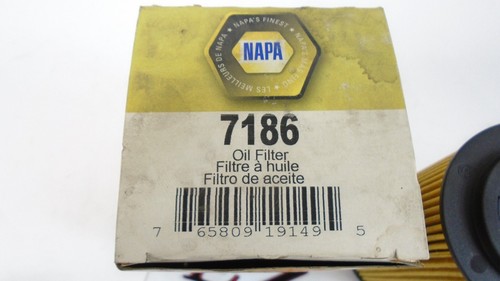 NAPA'S FINEST
NAPA
LES MEILLEURS DE NAPA
7186
Oil Filter
Filtre à huile
Filtro de aceite
7 65809 19149 5